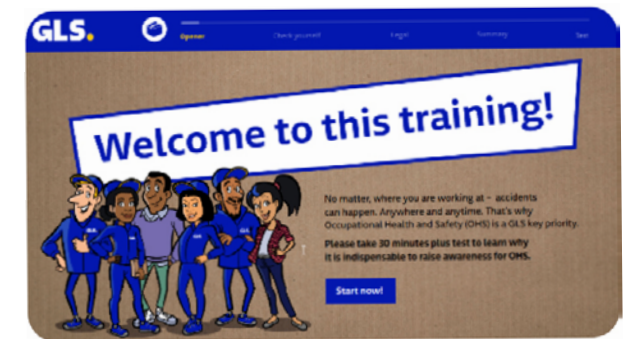 GLS.
Opener
Check yourself
Legal
Summary
Test
Welcome to this training!
No matter, where you are working at – accidents
can happen. Anywhere and anytime. That's why
Occupational Health and Safety (OHS) is a GLS key priority.
Please take 30 minutes plus test to learn why
it is indispensable to raise awareness for OHS.
Start now!